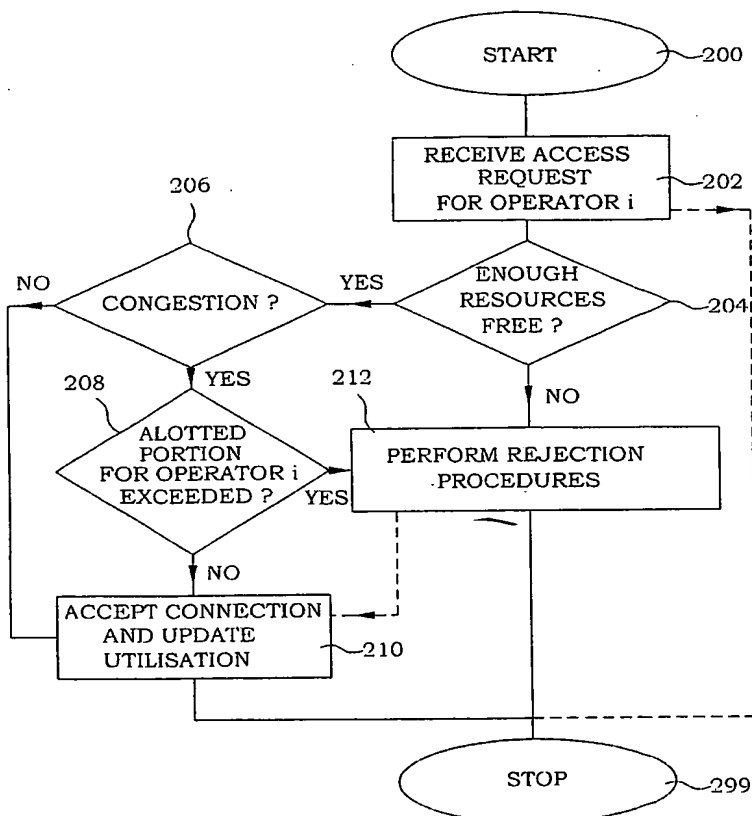 START
200
RECEIVE ACCESS
REQUEST
FOR OPERATOR i
202
206
NO
CONGESTION ?
YES
ENOUGH
RESOURCES
FREE ?
204
208
YES
212
NO
ALOTTED
PORTION
FOR OPERATOR i
EXCEEDED ?
YES
PERFORM REJECTION
PROCEDURES
NO
ACCEPT CONNECTION
AND UPDATE
UTILISATION
210
STOP
299